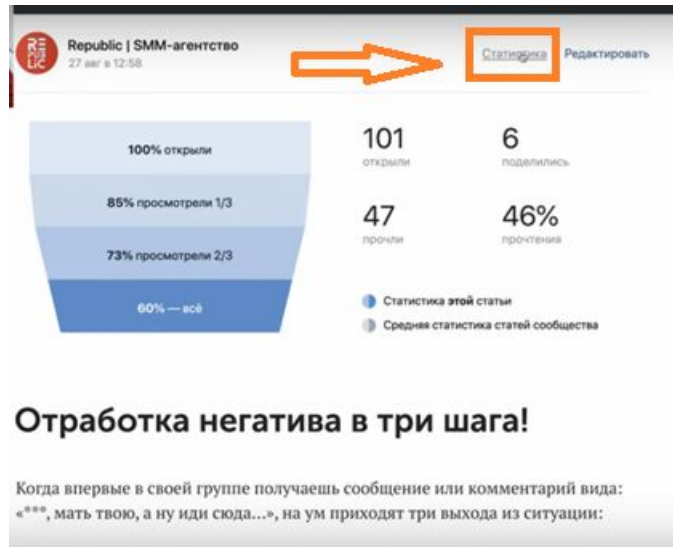 RE
PUB
LIC
Republic | SMM-агентство
27 авг в 12:58
Статистика
Редактировать
100% открыли
85% просмотрели 1/3
73% просмотрели 2/3
60% — всё
101
открыли
6
поделились
47
прочли
46%
прочтения
Статистика этой статьи
Средняя статистика статей сообщества
Отработка негатива в три шага!
Когда впервые в своей группе получаешь сообщение или комментарий вида:
«***, мать твою, а ну иди сюда...», на ум приходят три выхода из ситуации: